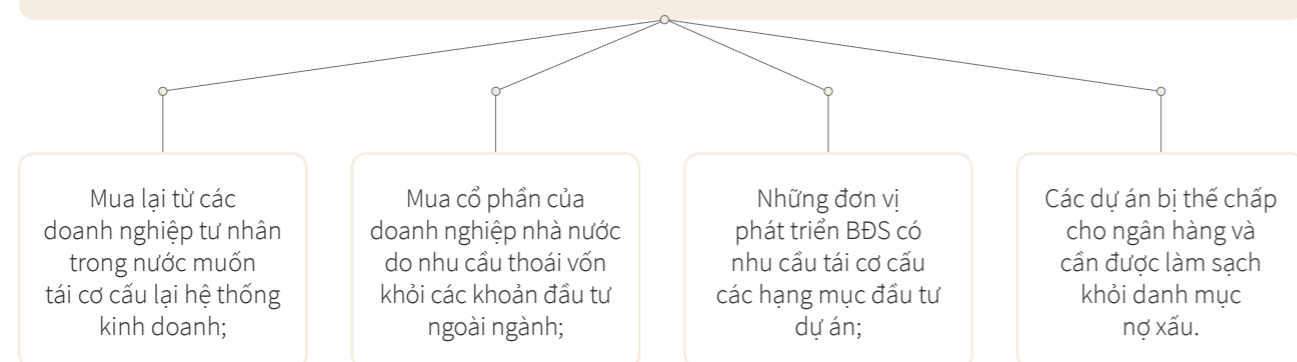 Mua lại từ các
doanh nghiệp tư nhân
trong nước muốn
tái cơ cấu lại hệ thống
kinh doanh;
Mua cổ phần của
doanh nghiệp nhà nước
do nhu cầu thoái vốn
khỏi các khoản đầu tư
ngoài ngành;
Những đơn vị
phát triển BĐS có
nhu cầu tái cơ cấu
các hạng mục đầu tư
dự án;
Các dự án bị thế chấp
cho ngân hàng và
cần được làm sạch
khỏi danh mục
nợ xấu.